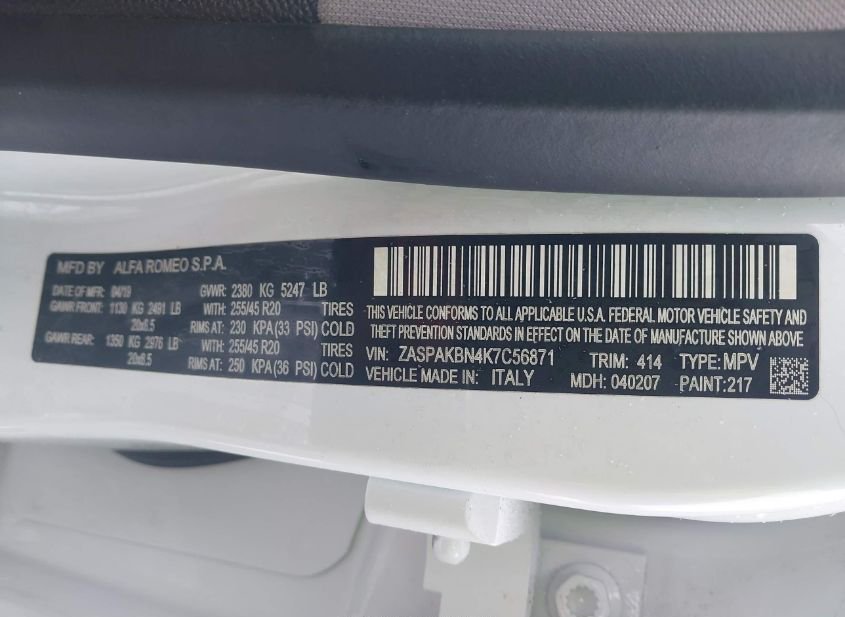 MFD BY ALFA ROMEO S.P.A.
DATE OF MFR: 04/19 GVWR: 2380 KG 5247 LB
GAWR FRONT: 1130 KG 2491 LB WITH: 255/45 R20 TIRES
20x8.5 RIMS AT: 230 KPA (33 PSI) COLD
GAWR REAR: 1350 KG 2976 LB WITH: 255/45 R20 TIRES
20x8.5 RIMS AT: 250 KPA (36 PSI) COLD
THIS VEHICLE CONFORMS TO ALL APPLICABLE U.S.A. FEDERAL MOTOR VEHICLE SAFETY AND
THEFT PREVENTION STANDARDS IN EFFECT ON THE DATE OF MANUFACTURE SHOWN ABOVE
VIN: ZASPAKBN4K7C56871 TRIM: 414 TYPE: MPV
VEHICLE MADE IN: ITALY MDH: 040207 PAINT: 217